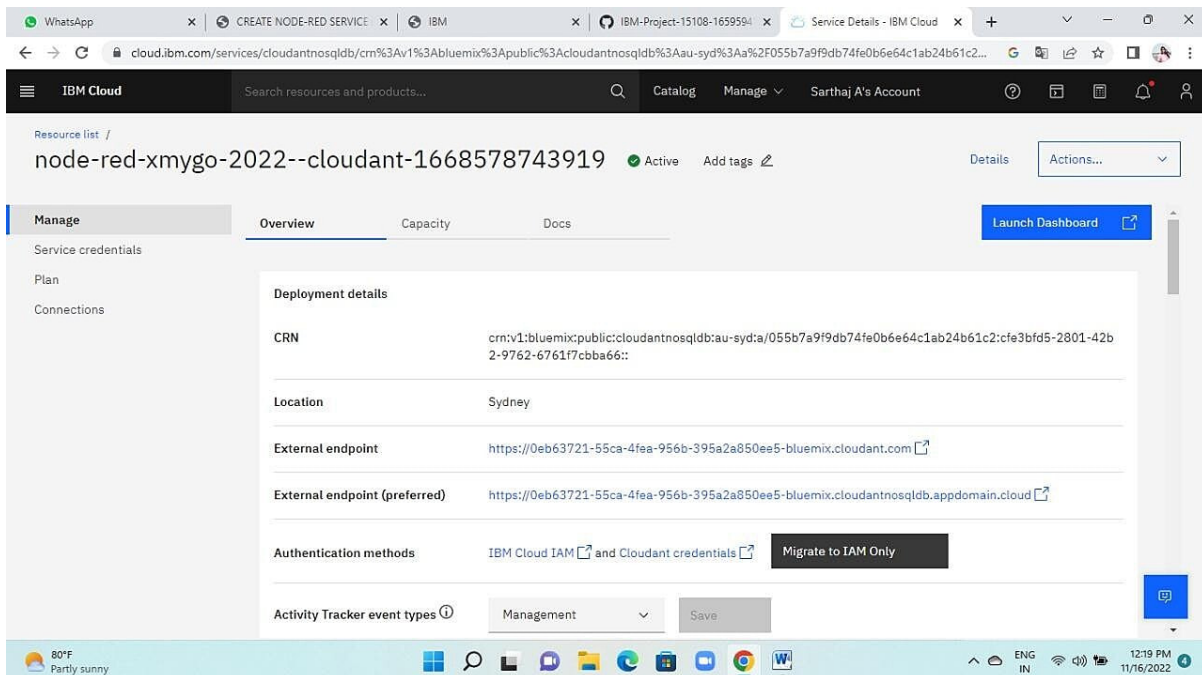 WhatsApp
CREATE NODE-RED SERVICE
IBM
IBM-Project-15108-1659594
Service Details - IBM Cloud
cloud.ibm.com/services/cloudantnosqldb/crn%3Av1%3Abluemix%3Apublic%3Acloudantnosqldb%3Aau-syd%3Aa%2F055b7a9f9db74fe0b6e64c1ab24b61c2...
IBM Cloud
Search resources and products...
Catalog
Manage
Sarthaj A's Account
Resource list /
node-red-xmygo-2022--cloudant-1668578743919
Active
Add tags
Details
Actions...
Manage
Service credentials
Plan
Connections
Overview
Capacity
Docs
Launch Dashboard
Deployment details
CRN
crn:v1:bluemix:public:cloudantnosqldb:au-syd:a/055b7a9f9db74fe0b6e64c1ab24b61c2:cfe3bfd5-2801-42b
2-9762-6761f7cbba66::
Location
Sydney
External endpoint
https://0eb63721-55ca-4fea-956b-395a2a850ee5-bluemix.cloudant.com
External endpoint (preferred)
https://0eb63721-55ca-4fea-956b-395a2a850ee5-bluemix.cloudantnosqldb.appdomain.cloud
Authentication methods
IBM Cloud IAM and Cloudant credentials
Migrate to IAM Only
Activity Tracker event types
Management
Save
80°F
Partly sunny
ENG
IN
12:19 PM
11/16/2022
4